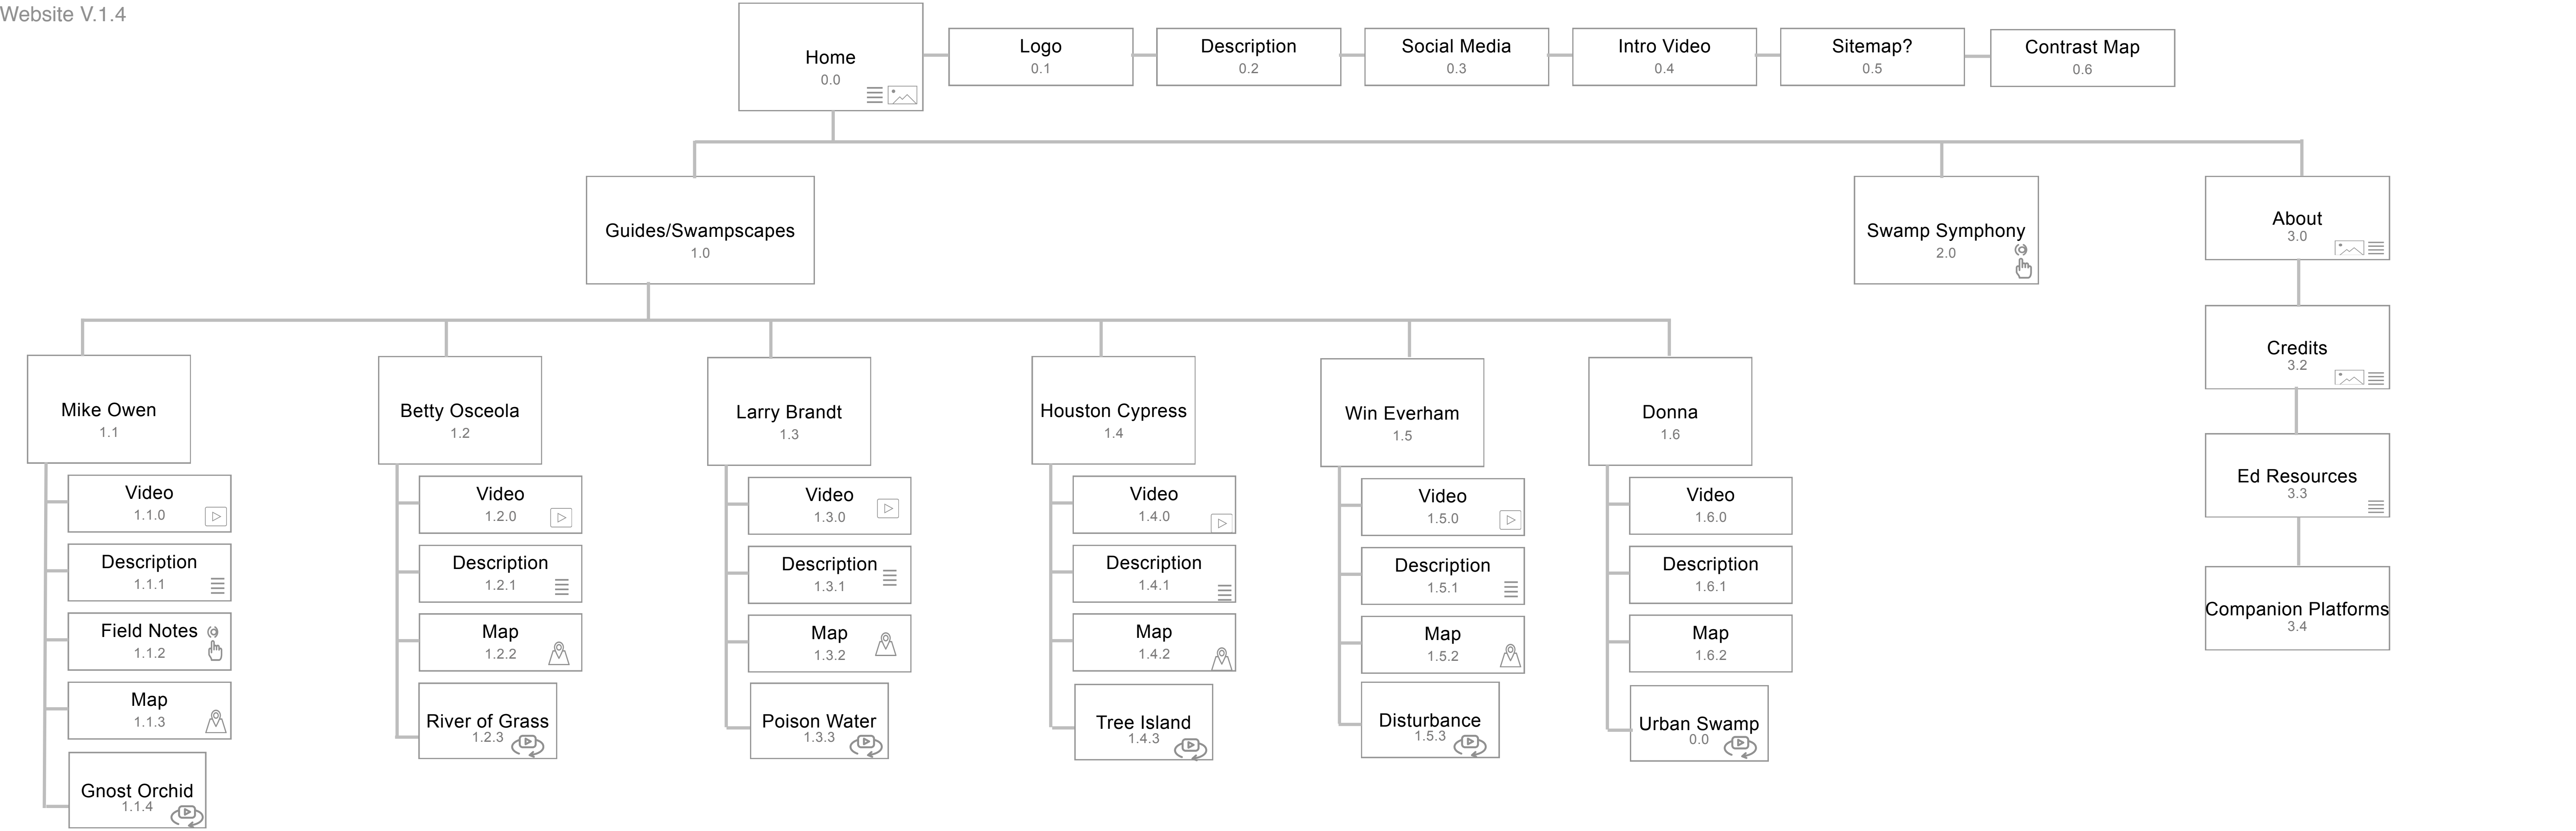 Website V.1.4
Home
0.0
Logo
0.1
Description
0.2
Social Media
0.3
Intro Video
0.4
Sitemap?
0.5
Contrast Map
0.6
Guides/Swampscapes
1.0
Swamp Symphony
2.0
About
3.0
Credits
3.2
Ed Resources
3.3
Companion Platforms
3.4
Mike Owen
1.1
Video
1.1.0
Description
1.1.1
Field Notes
1.1.2
Map
1.1.3
Gnost Orchid
1.1.4
Betty Osceola
1.2
Video
1.2.0
Description
1.2.1
Map
1.2.2
River of Grass
1.2.3
Larry Brandt
1.3
Video
1.3.0
Description
1.3.1
Map
1.3.2
Poison Water
1.3.3
Houston Cypress
1.4
Video
1.4.0
Description
1.4.1
Map
1.4.2
Tree Island
1.4.3
Win Everham
1.5
Video
1.5.0
Description
1.5.1
Map
1.5.2
Disturbance
1.5.3
Donna
1.6
Video
1.6.0
Description
1.6.1
Map
1.6.2
Urban Swamp
0.0